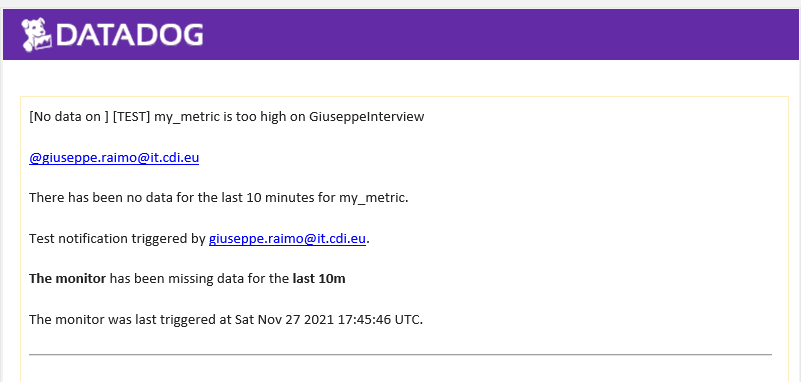 DATADOG
[No data on ] [TEST] my_metric is too high on GiuseppeInterview
@giuseppe.raimo@it.cdi.eu
There has been no data for the last 10 minutes for my_metric.
Test notification triggered by giuseppe.raimo@it.cdi.eu.
The monitor has been missing data for the last 10m
The monitor was last triggered at Sat Nov 27 2021 17:45:46 UTC.